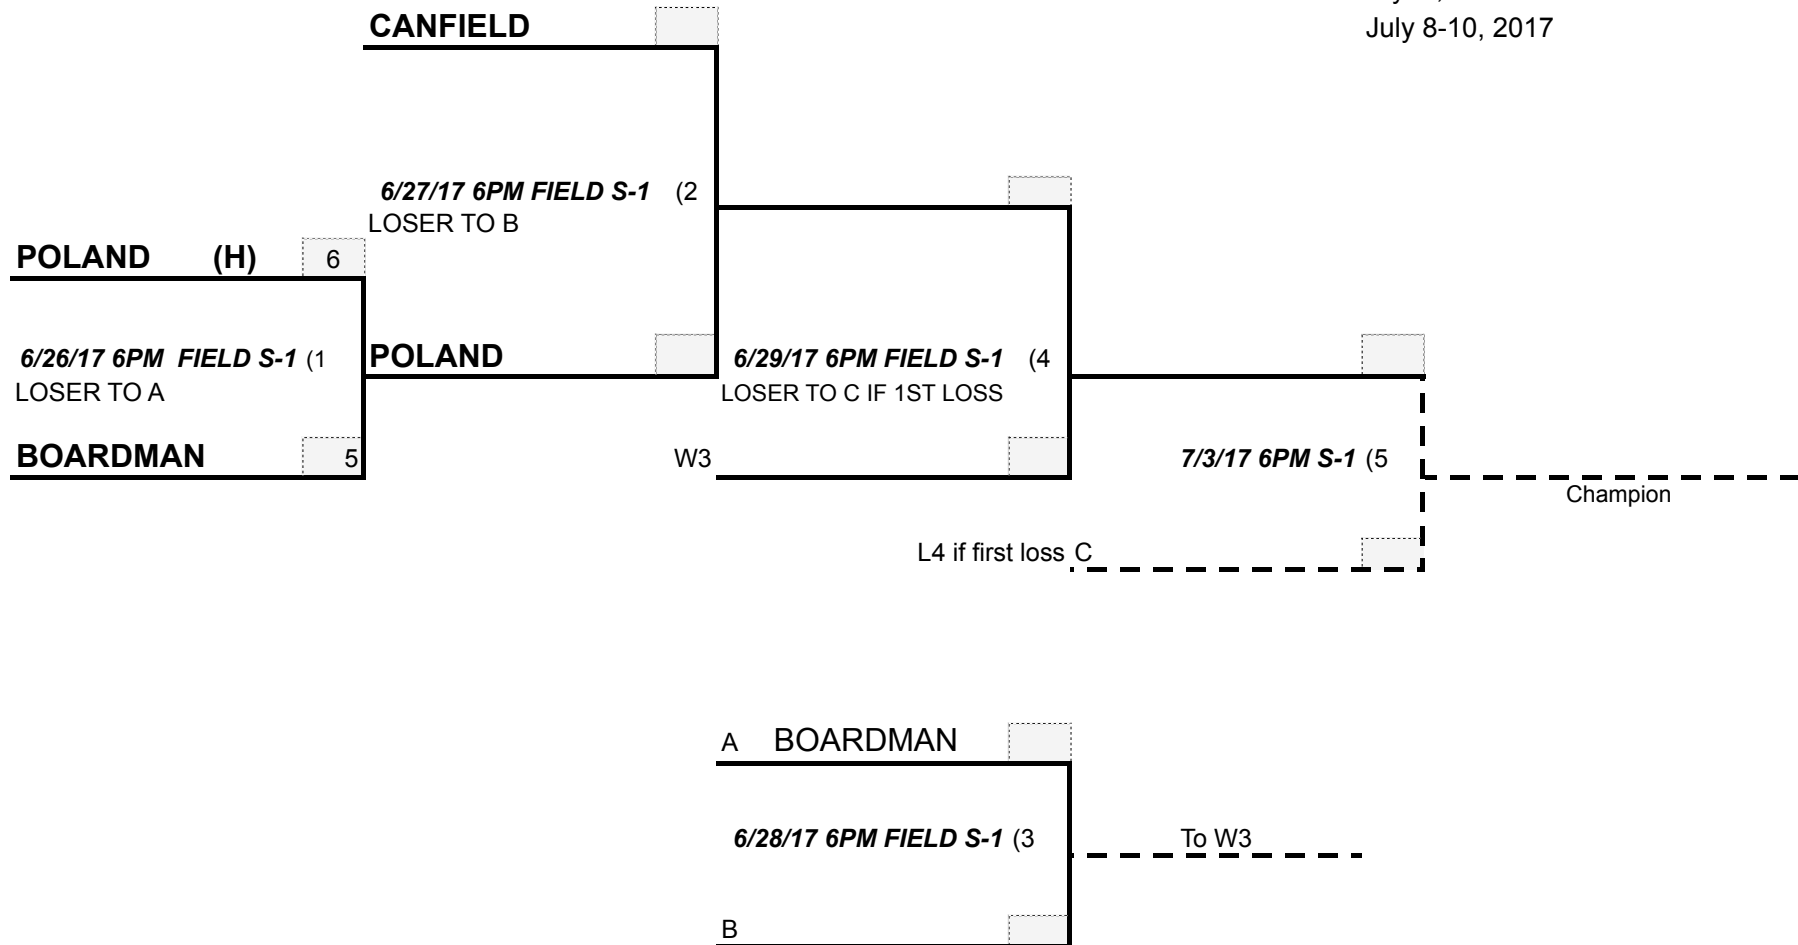 CANFIELD
July 8-10, 2017
6/27/17 6PM FIELD S-1 (2
LOSER TO B
POLAND (H) 6
6/26/17 6PM FIELD S-1 (1
LOSER TO A
POLAND
6/29/17 6PM FIELD S-1 (4
LOSER TO C IF 1ST LOSS
BOARDMAN 5
W3
7/3/17 6PM S-1 (5
Champion
L4 if first loss C
A BOARDMAN
6/28/17 6PM FIELD S-1 (3
To W3
B